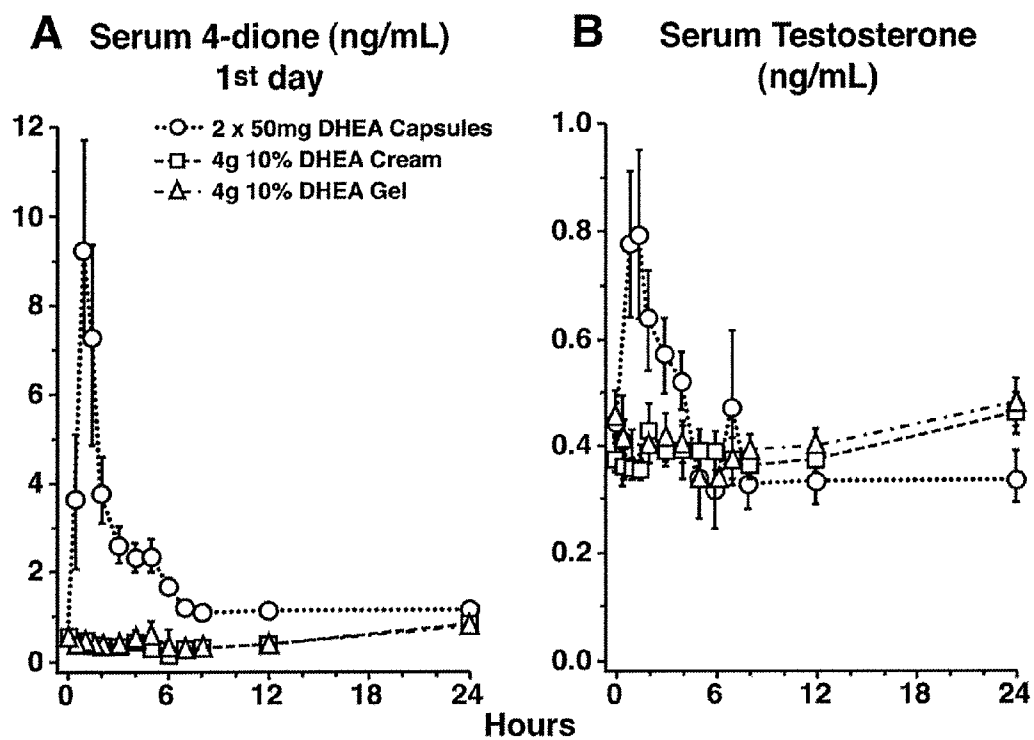 A Serum 4-dione (ng/mL)
1st day
2 x 50mg DHEA Capsules
4g 10% DHEA Cream
4g 10% DHEA Gel
12
10
8
6
4
2
0
0 6 12 18 24
B Serum Testosterone
(ng/mL)
1.0
0.8
0.6
0.4
0.2
0.0
0 6 12 18 24
Hours